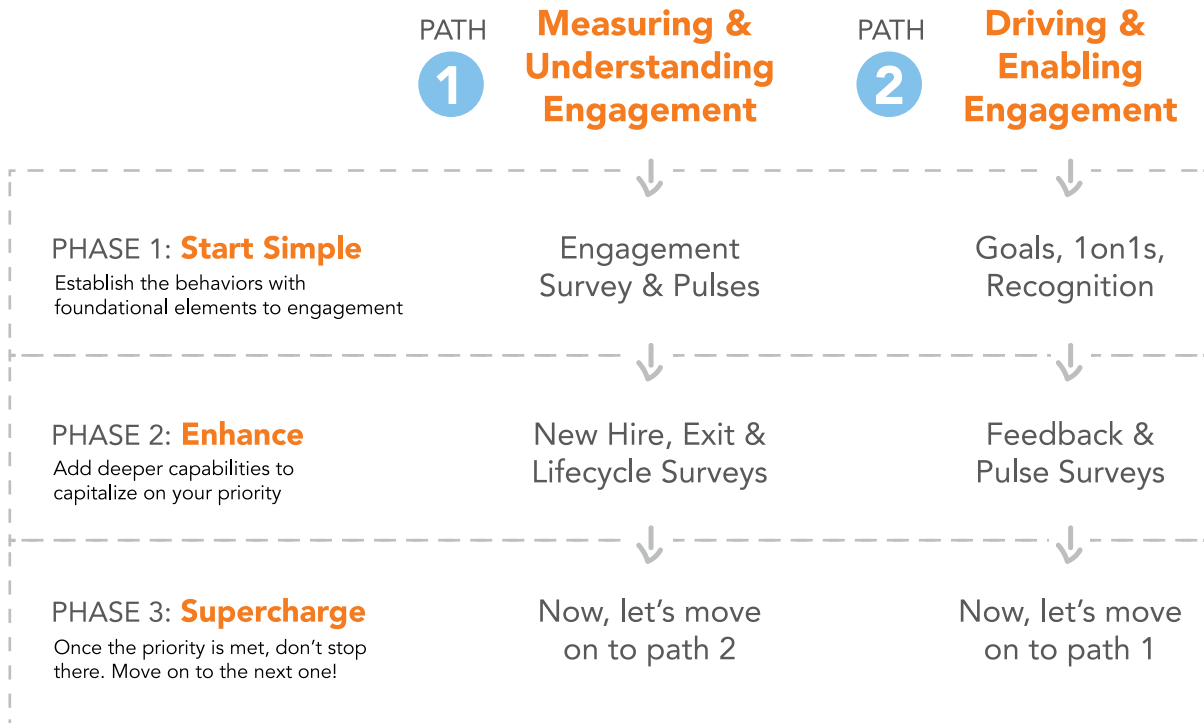 PATH
1
Measuring &
Understanding
Engagement
PATH
2
Driving &
Enabling
Engagement
PHASE 1: Start Simple
Establish the behaviors with
foundational elements to engagement
Engagement
Survey & Pulses
Goals, 1on1s,
Recognition
PHASE 2: Enhance
Add deeper capabilities to
capitalize on your priority
New Hire, Exit &
Lifecycle Surveys
Feedback &
Pulse Surveys
PHASE 3: Supercharge
Once the priority is met, don’t stop
there. Move on to the next one!
Now, let’s move
on to path 2
Now, let’s move
on to path 1